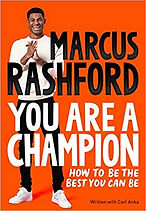 MARCUS
RASHFORD
YOU ARE A
CHAMPION
HOW TO BE THE
BEST YOU CAN BE
Written with Carl Anka